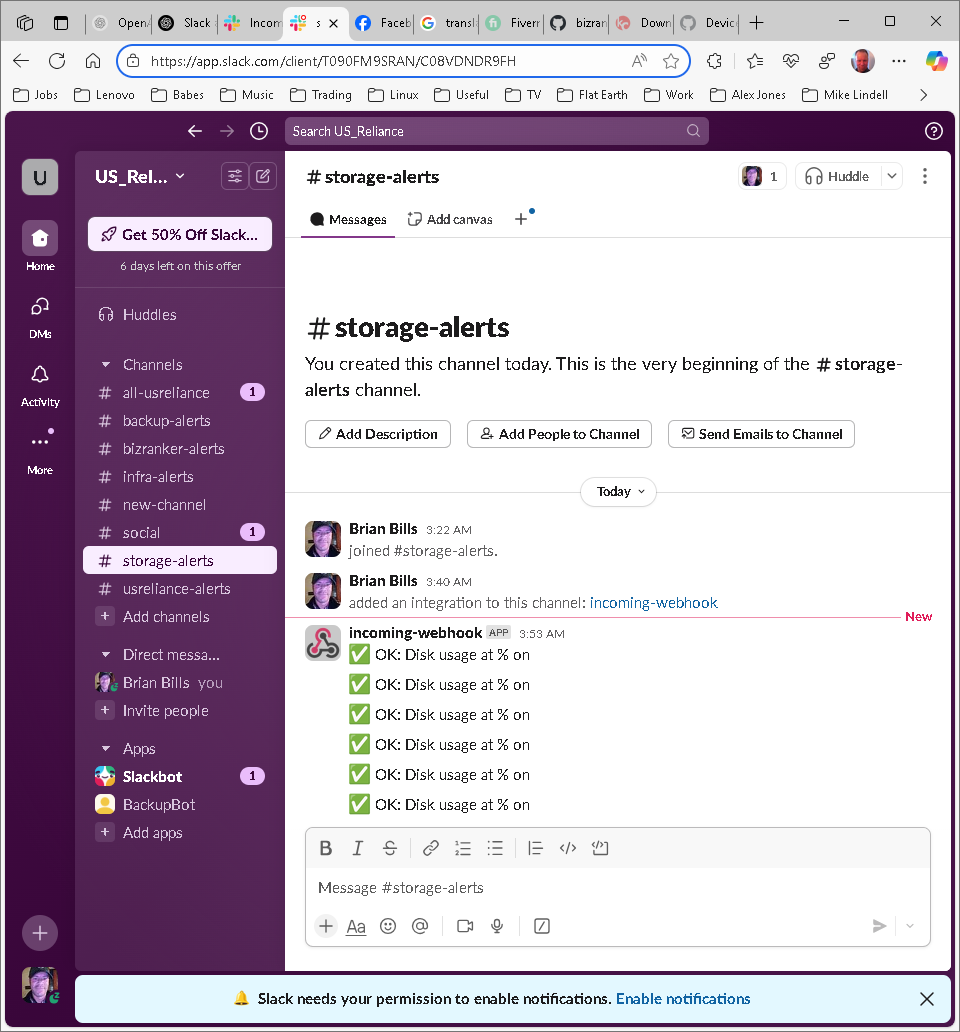 OpenA
Slack
Incom
s
Faceb
transl
Fiverr
bizran
Down
Device
https://app.slack.com/client/T090FM9SRAN/C08VDNDR9FH
Jobs
Lenovo
Babes
Music
Trading
Linux
Useful
TV
Flat Earth
Work
Alex Jones
Mike Lindell
Search US_Reliance
U
Home
DMs
Activity
More
US_Rel...
Get 50% Off Slack...
6 days left on this offer
Huddles
Channels
# all-usreliance 1
# backup-alerts
# bizranker-alerts
# infra-alerts
# new-channel
# social 1
# storage-alerts
# usreliance-alerts
+ Add channels
Direct messa...
Brian Bills you
+ Invite people
Apps
Slackbot 1
BackupBot
+ Add apps
# storage-alerts
1
Huddle
Messages
Add canvas
# storage-alerts
You created this channel today. This is the very beginning of the # storage-
alerts channel.
Add Description
Add People to Channel
Send Emails to Channel
Today
Brian Bills 3:22 AM
joined #storage-alerts.
Brian Bills 3:40 AM
added an integration to this channel: incoming-webhook
New
incoming-webhook APP 3:53 AM
✅ OK: Disk usage at % on
✅ OK: Disk usage at % on
✅ OK: Disk usage at % on
✅ OK: Disk usage at % on
✅ OK: Disk usage at % on
✅ OK: Disk usage at % on
B I S
Message #storage-alerts
+ Aa @
🔔 Slack needs your permission to enable notifications. Enable notifications